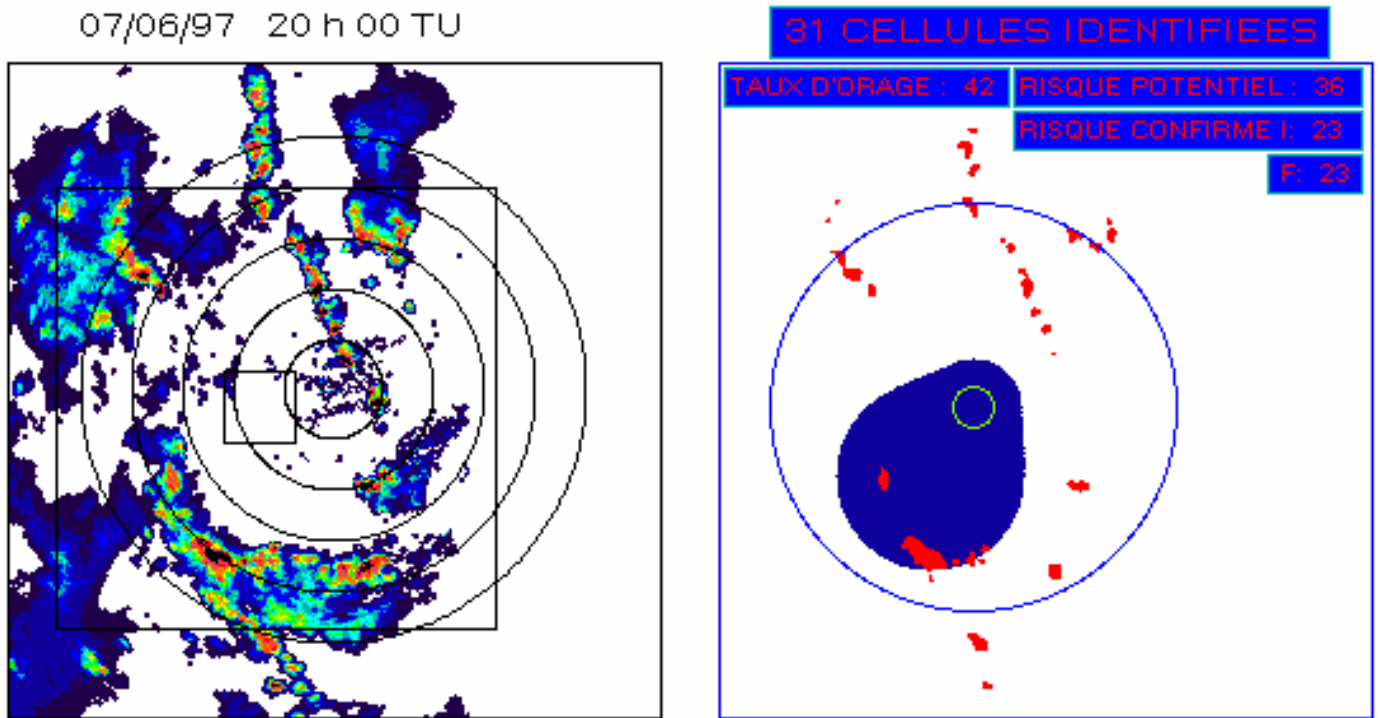 07/06/97 20 h 00 TU
31 CELLULES IDENTIFIEES
TAUX D'ORAGE : 42
RISQUE POTENTIEL : 36
RISQUE CONFIRME I: 23
F: 23